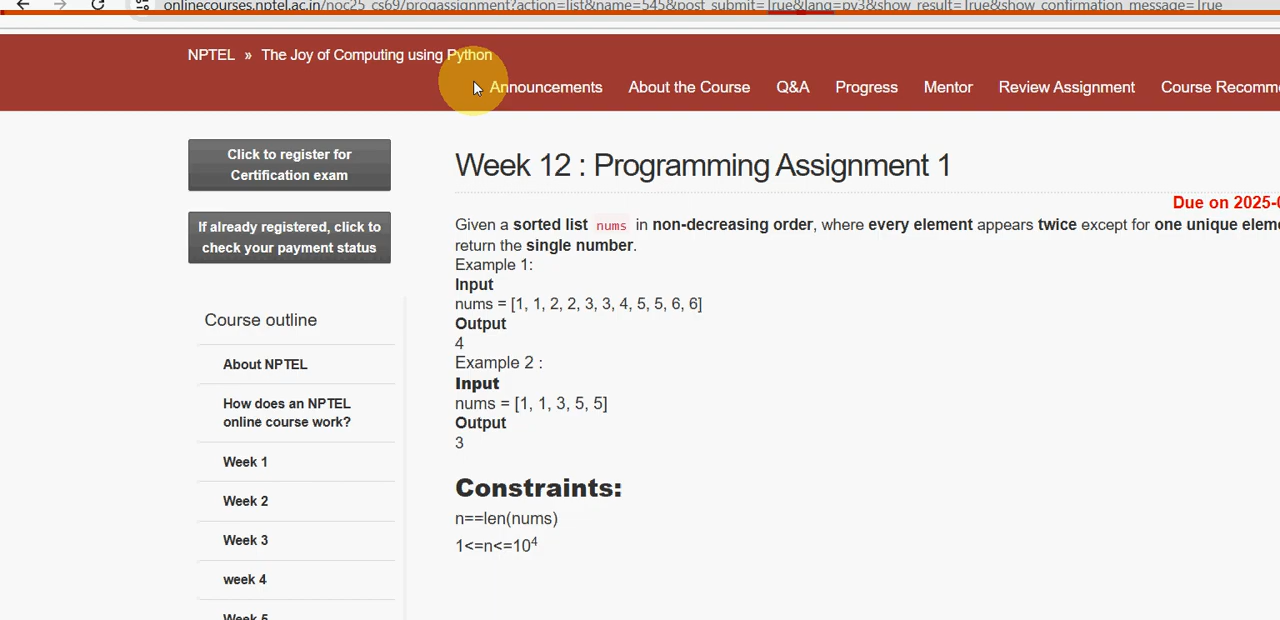 onlinecourses.nptel.ac.in/noc25_cs69/progassignment?action=list&name=545&post_submit=True&lang=py3&show_result=True&show_confirmation_message=True
NPTEL » The Joy of Computing using Python
Announcements About the Course Q&A Progress Mentor Review Assignment Course Recomm
Click to register for
Certification exam
If already registered, click to
check your payment status
Course outline
About NPTEL
How does an NPTEL
online course work?
Week 1
Week 2
Week 3
week 4
Week 5
Week 12 : Programming Assignment 1
Due on 2025-0
Given a sorted list nums in non-decreasing order, where every element appears twice except for one unique eleme
return the single number.
Example 1:
Input
nums = [1, 1, 2, 2, 3, 3, 4, 5, 5, 6, 6]
Output
4
Example 2 :
Input
nums = [1, 1, 3, 5, 5]
Output
3
Constraints:
n==len(nums)
1<=n<=10⁴